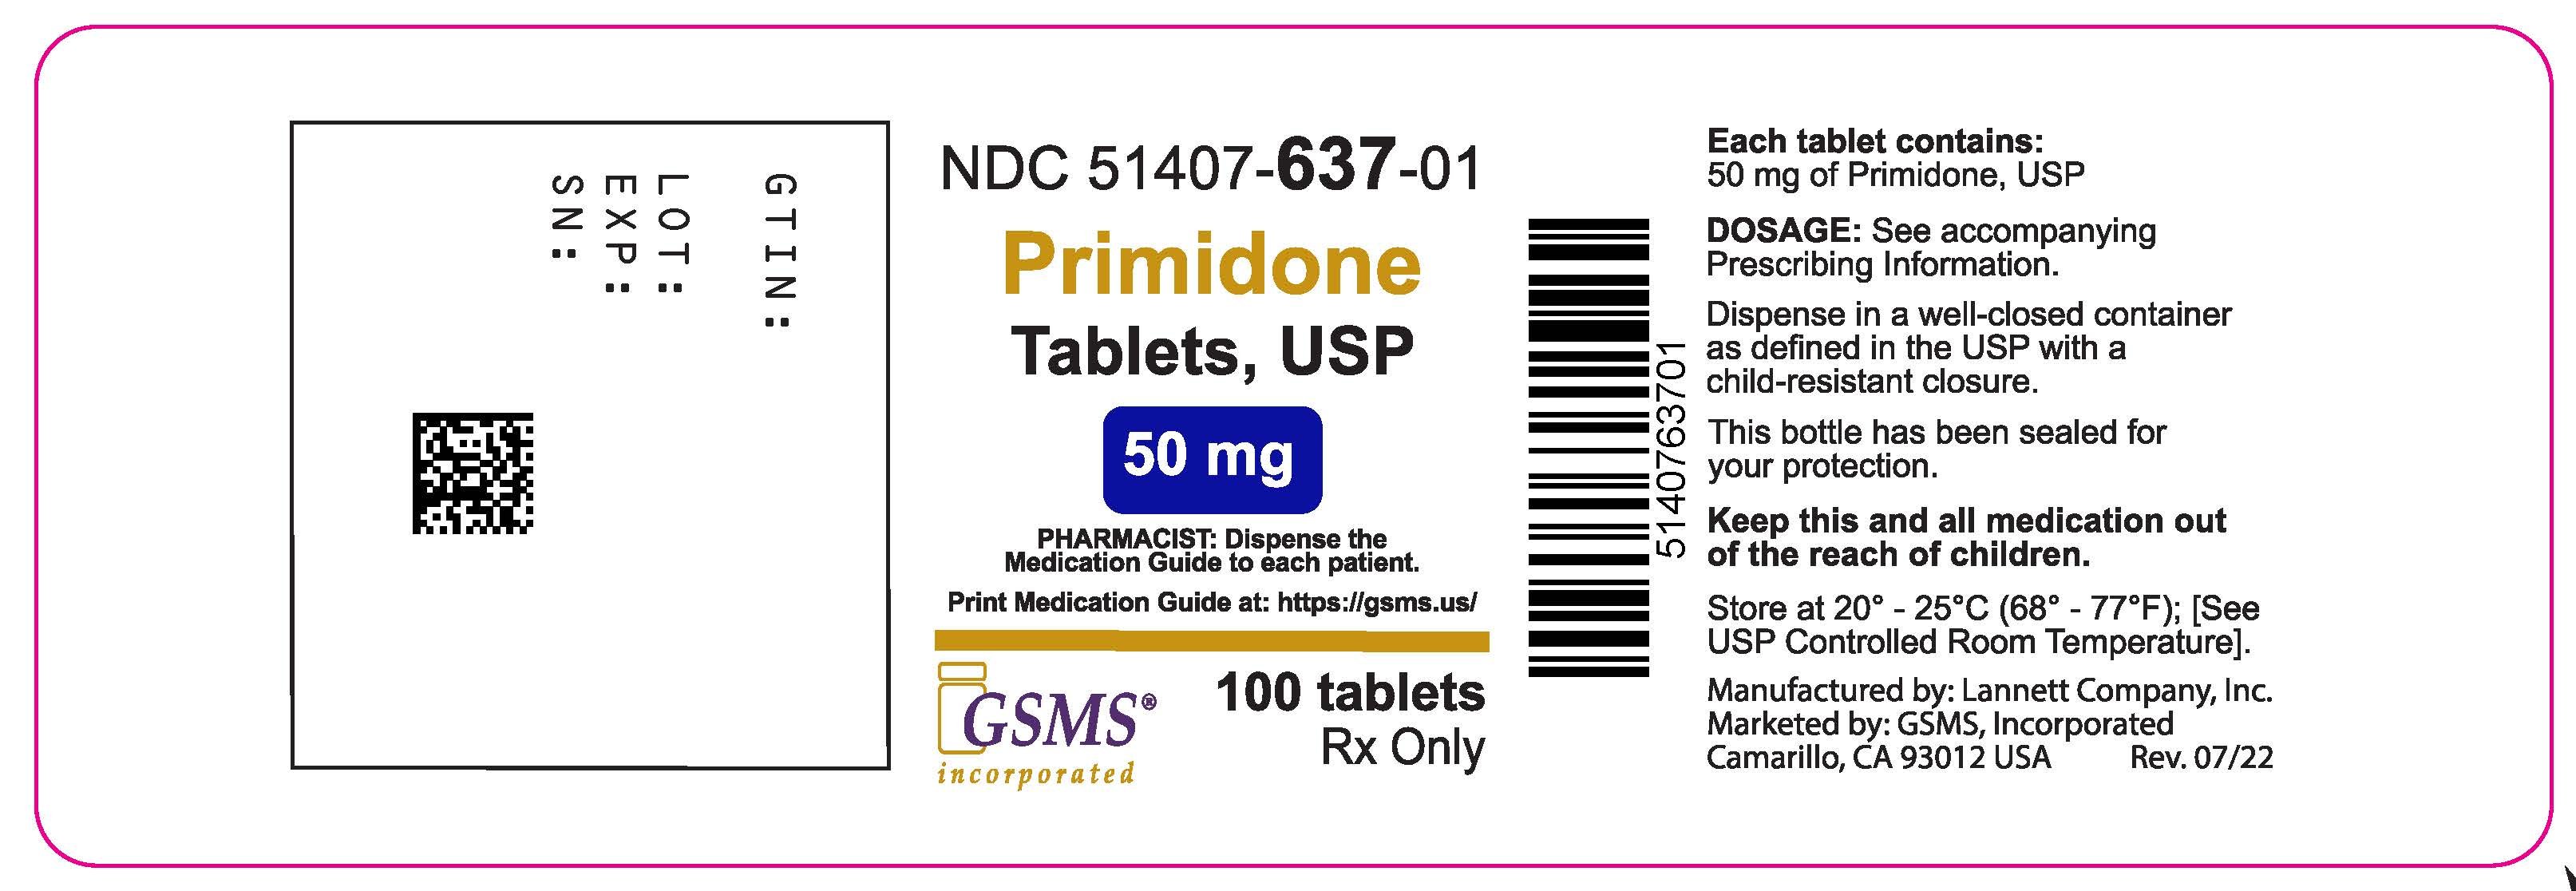 GTIN:
LOT:
EXP:
SN:
NDC 51407-637-01
Primidone
Tablets, USP
50 mg
PHARMACIST: Dispense the
Medication Guide to each patient.
Print Medication Guide at: https://gsms.us/
GSMS®
incorporated
100 tablets
Rx Only
5140763701
Each tablet contains:
50 mg of Primidone, USP
DOSAGE: See accompanying
Prescribing Information.
Dispense in a well-closed container
as defined in the USP with a
child-resistant closure.
This bottle has been sealed for
your protection.
Keep this and all medication out
of the reach of children.
Store at 20° - 25°C (68° - 77°F); [See
USP Controlled Room Temperature].
Manufactured by: Lannett Company, Inc.
Marketed by: GSMS, Incorporated
Camarillo, CA 93012 USA Rev. 07/22